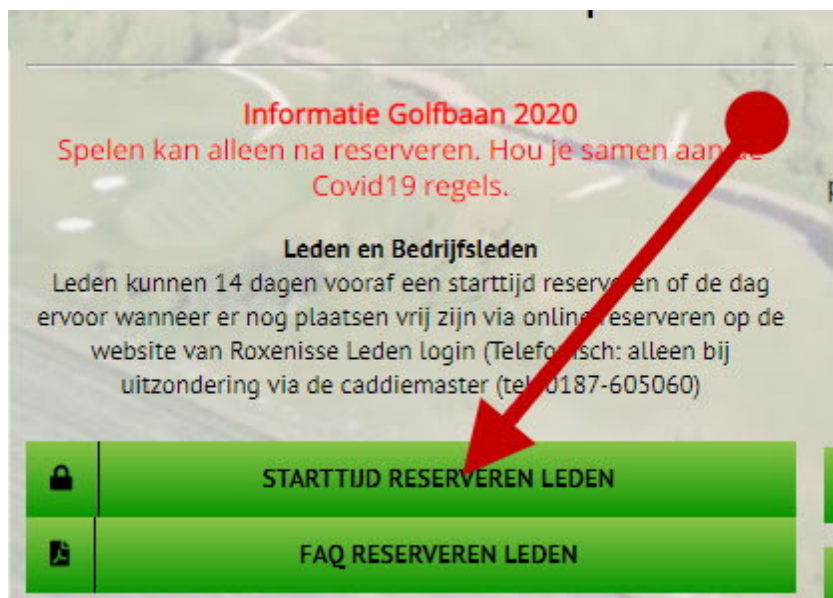 Informatie Golfbaan 2020
Spelen kan alleen na reserveren. Hou je samen aan de
Covid19 regels.
Leden en Bedrijfsleden
Leden kunnen 14 dagen vooraf een starttijd reserveren of de dag
ervoor wanneer er nog plaatsen vrij zijn via online reserveren op de
website van Roxenisse Leden login (Telefonisch: alleen bij
uitzondering via de caddiemaster (tel. 0187-605060)
STARTTIJD RESERVEREN LEDEN
FAQ RESERVEREN LEDEN